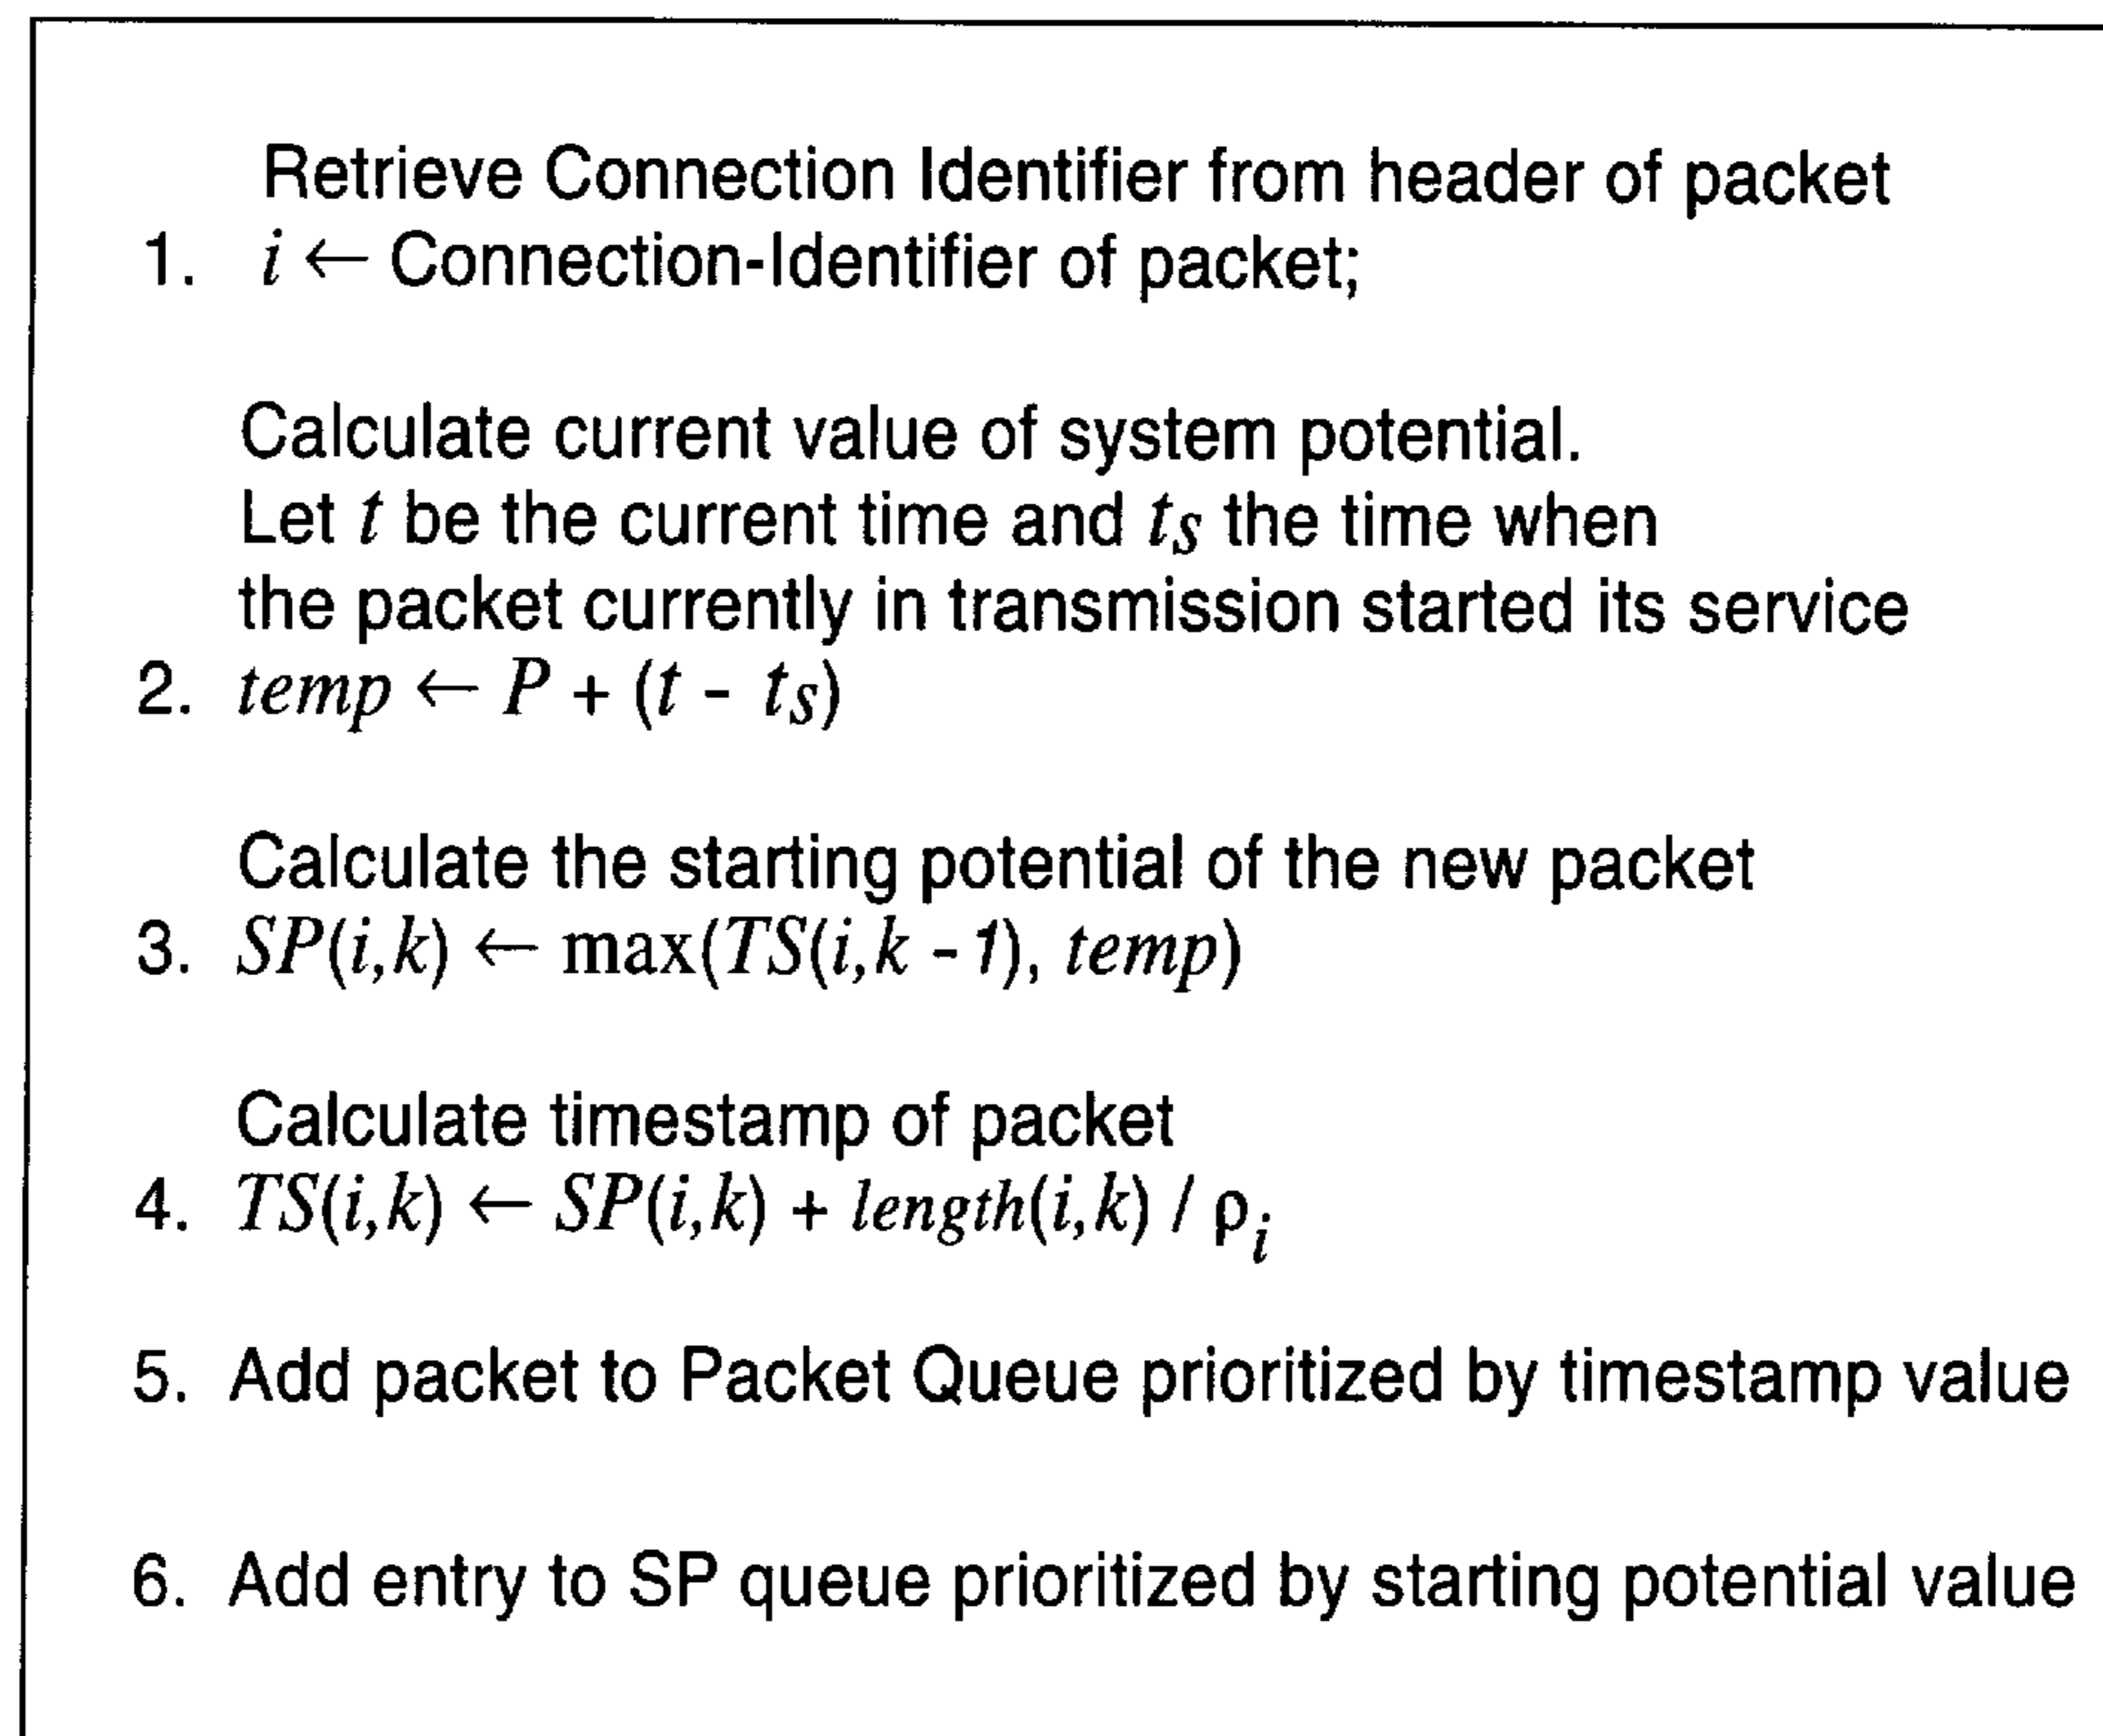 Retrieve Connection Identifier from header of packet
1. i ← Connection-Identifier of packet;
Calculate current value of system potential.
Let t be the current time and tS the time when
the packet currently in transmission started its service
2. temp ← P + (t - tS)
Calculate the starting potential of the new packet
3. SP(i,k) ← max(TS(i,k - 1), temp)
Calculate timestamp of packet
4. TS(i,k) ← SP(i,k) + length(i,k) / ρi
5. Add packet to Packet Queue prioritized by timestamp value
6. Add entry to SP queue prioritized by starting potential value